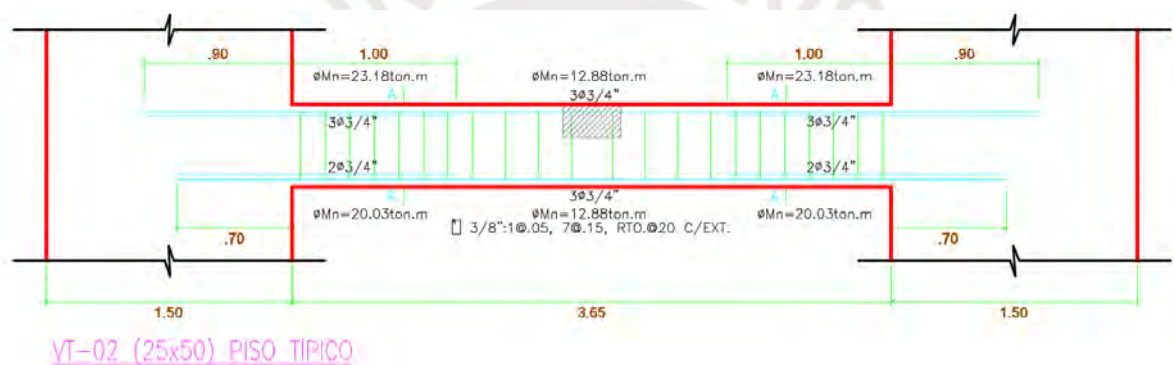 .90 1.00 1.00 .90
øMn=23.18ton.m øMn=12.88ton.m øMn=23.18ton.m
A 3ø3/4" A
3ø3/4" 3ø3/4"
2ø3/4" 2ø3/4"
A 3ø3/4" A
øMn=20.03ton.m øMn=12.88ton.m øMn=20.03ton.m
3/8":1@.05, 7@.15, RTO.@20 C/EXT.
.70 .70
1.50 3.65 1.50
VT-02 (25x50) PISO TIPICO